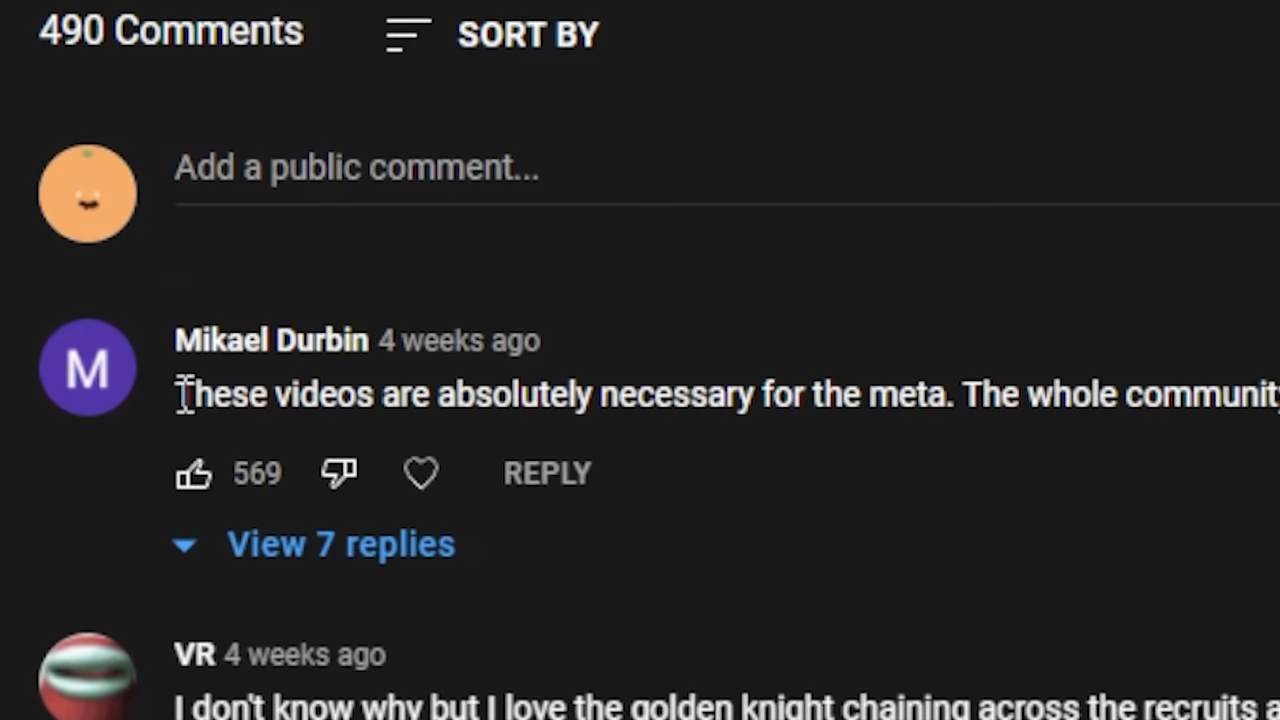 490 Comments SORT BY
Add a public comment...
M
Mikael Durbin 4 weeks ago
These videos are absolutely necessary for the meta. The whole community
569 REPLY
View 7 replies
VR 4 weeks ago
I don't know why but I love the golden knight chaining across the recruits a